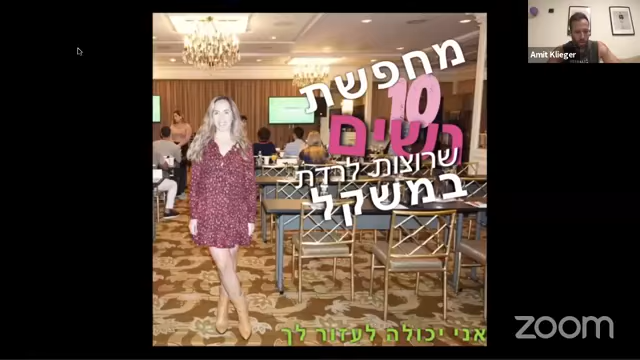 מחפשת
10
נשים
שרוצות לרדת
במשקל
אני יכולה לעזור לך
Amit Klieger
zoom